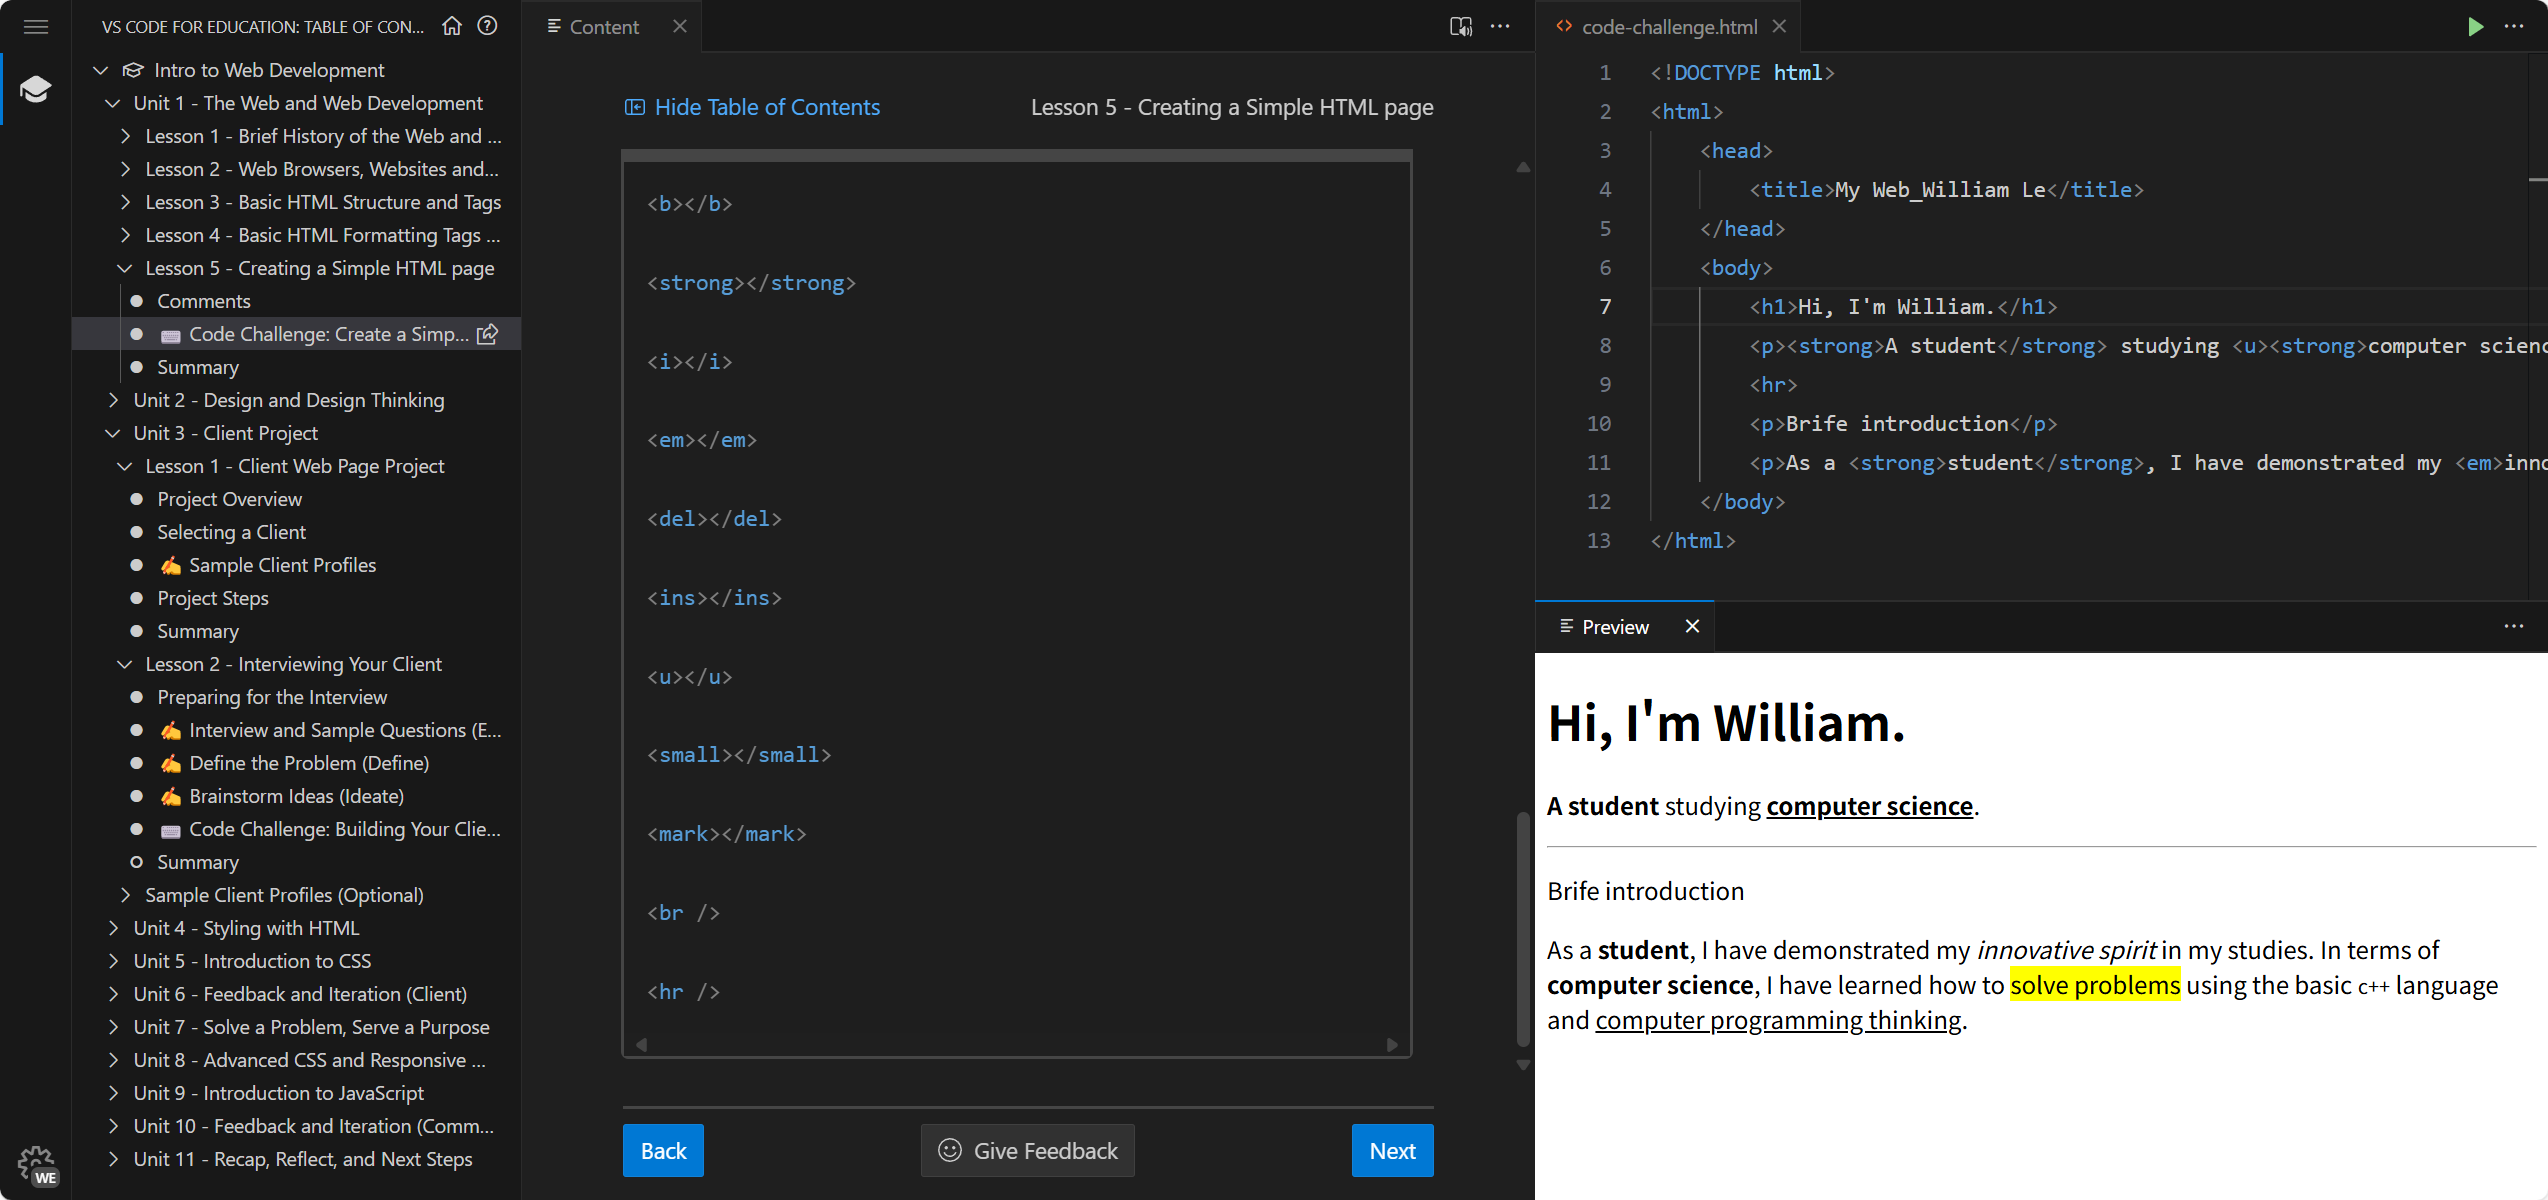 VS CODE FOR EDUCATION: TABLE OF CON...
Intro to Web Development
Unit 1 - The Web and Web Development
Lesson 1 - Brief History of the Web and ...
Lesson 2 - Web Browsers, Websites and...
Lesson 3 - Basic HTML Structure and Tags
Lesson 4 - Basic HTML Formatting Tags ...
Lesson 5 - Creating a Simple HTML page
Comments
Code Challenge: Create a Simp...
Summary
Unit 2 - Design and Design Thinking
Unit 3 - Client Project
Lesson 1 - Client Web Page Project
Project Overview
Selecting a Client
Sample Client Profiles
Project Steps
Summary
Lesson 2 - Interviewing Your Client
Preparing for the Interview
Interview and Sample Questions (E...
Define the Problem (Define)
Brainstorm Ideas (Ideate)
Code Challenge: Building Your Clie...
Summary
Sample Client Profiles (Optional)
Unit 4 - Styling with HTML
Unit 5 - Introduction to CSS
Unit 6 - Feedback and Iteration (Client)
Unit 7 - Solve a Problem, Serve a Purpose
Unit 8 - Advanced CSS and Responsive ...
Unit 9 - Introduction to JavaScript
Unit 10 - Feedback and Iteration (Comm...
Unit 11 - Recap, Reflect, and Next Steps
WE
Content
Hide Table of Contents
Lesson 5 - Creating a Simple HTML page
<b></b>
<strong></strong>
<i></i>
<em></em>
<del></del>
<ins></ins>
<u></u>
<small></small>
<mark></mark>
<br />
<hr />
Back
Give Feedback
Next
code-challenge.html
1 <!DOCTYPE html>
2 <html>
3 <head>
4 <title>My Web_William Le</title>
5 </head>
6 <body>
7 <h1>Hi, I'm William.</h1>
8 <p><strong>A student</strong> studying <u><strong>computer scienc
9 <hr>
10 <p>Brife introduction</p>
11 <p>As a <strong>student</strong>, I have demonstrated my <em>inno
12 </body>
13 </html>
Preview
Hi, I'm William.
A student studying computer science.
Brife introduction
As a student, I have demonstrated my innovative spirit in my studies. In terms of
computer science, I have learned how to solve problems using the basic c++ language
and computer programming thinking.